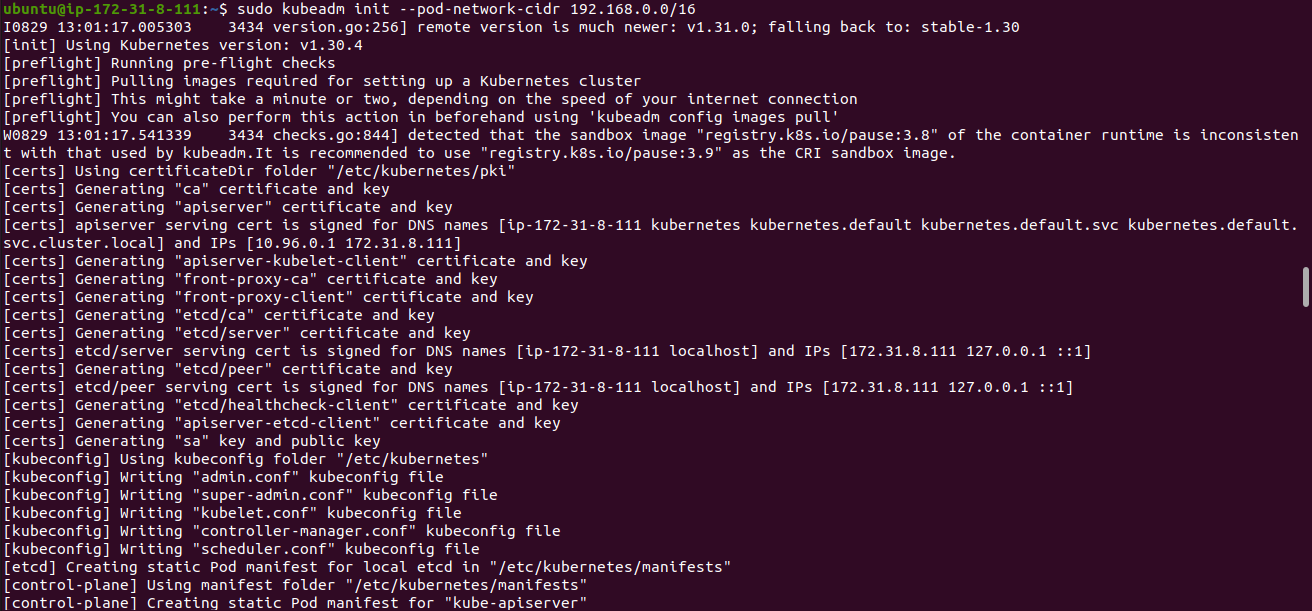 ubuntu@ip-172-31-8-111:~$ sudo kubeadm init --pod-network-cidr 192.168.0.0/16
I0829 13:01:17.005303    3434 version.go:256] remote version is much newer: v1.31.0; falling back to: stable-1.30
[init] Using Kubernetes version: v1.30.4
[preflight] Running pre-flight checks
[preflight] Pulling images required for setting up a Kubernetes cluster
[preflight] This might take a minute or two, depending on the speed of your internet connection
[preflight] You can also perform this action in beforehand using 'kubeadm config images pull'
W0829 13:01:17.541339    3434 checks.go:844] detected that the sandbox image "registry.k8s.io/pause:3.8" of the container runtime is inconsisten
t with that used by kubeadm.It is recommended to use "registry.k8s.io/pause:3.9" as the CRI sandbox image.
[certs] Using certificateDir folder "/etc/kubernetes/pki"
[certs] Generating "ca" certificate and key
[certs] Generating "apiserver" certificate and key
[certs] apiserver serving cert is signed for DNS names [ip-172-31-8-111 kubernetes kubernetes.default kubernetes.default.svc kubernetes.default.
svc.cluster.local] and IPs [10.96.0.1 172.31.8.111]
[certs] Generating "apiserver-kubelet-client" certificate and key
[certs] Generating "front-proxy-ca" certificate and key
[certs] Generating "front-proxy-client" certificate and key
[certs] Generating "etcd/ca" certificate and key
[certs] Generating "etcd/server" certificate and key
[certs] etcd/server serving cert is signed for DNS names [ip-172-31-8-111 localhost] and IPs [172.31.8.111 127.0.0.1 ::1]
[certs] Generating "etcd/peer" certificate and key
[certs] etcd/peer serving cert is signed for DNS names [ip-172-31-8-111 localhost] and IPs [172.31.8.111 127.0.0.1 ::1]
[certs] Generating "etcd/healthcheck-client" certificate and key
[certs] Generating "apiserver-etcd-client" certificate and key
[certs] Generating "sa" key and public key
[kubeconfig] Using kubeconfig folder "/etc/kubernetes"
[kubeconfig] Writing "admin.conf" kubeconfig file
[kubeconfig] Writing "super-admin.conf" kubeconfig file
[kubeconfig] Writing "kubelet.conf" kubeconfig file
[kubeconfig] Writing "controller-manager.conf" kubeconfig file
[kubeconfig] Writing "scheduler.conf" kubeconfig file
[etcd] Creating static Pod manifest for local etcd in "/etc/kubernetes/manifests"
[control-plane] Using manifest folder "/etc/kubernetes/manifests"
[control-plane] Creating static Pod manifest for "kube-apiserver"